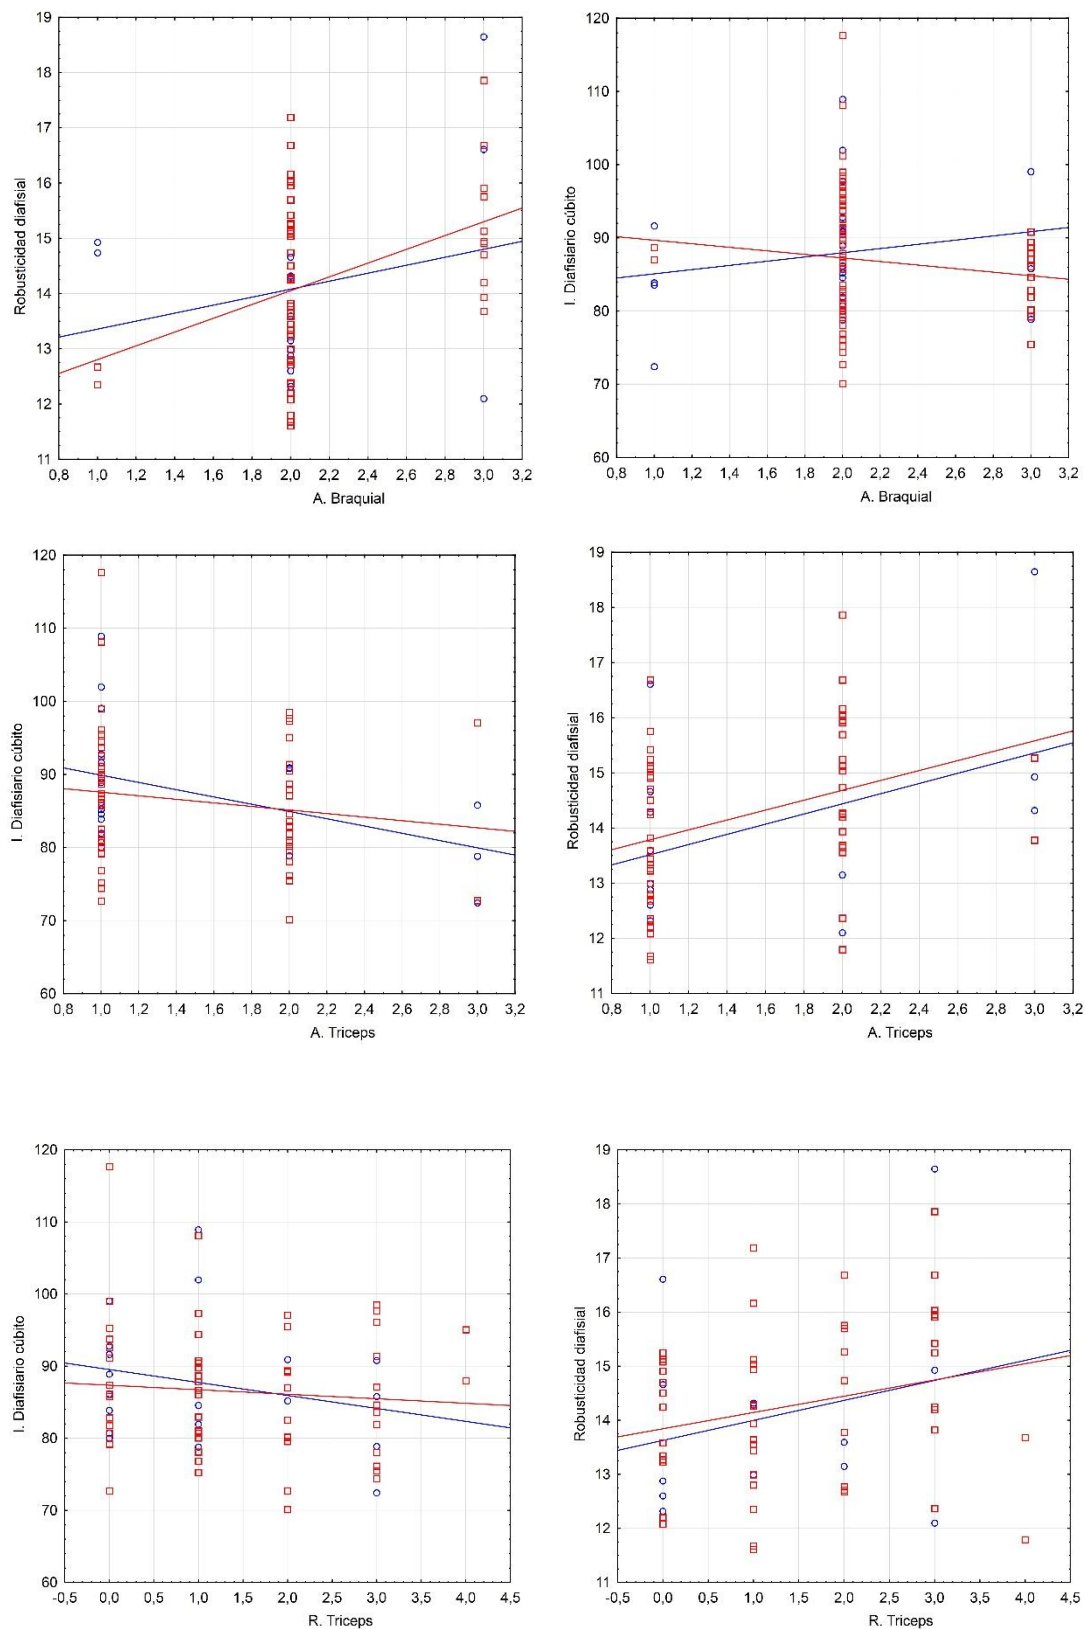 19
18
17
16
15
14
13
12
11
Robusticidad diafisial
0,8 1,0 1,2 1,4 1,6 1,8 2,0 2,2 2,4 2,6 2,8 3,0 3,2
A. Braquial
120
110
100
90
80
70
60
I. Diafisiario cúbito
0,8 1,0 1,2 1,4 1,6 1,8 2,0 2,2 2,4 2,6 2,8 3,0 3,2
A. Braquial
120
110
100
90
80
70
60
I. Diafisiario cúbito
0,8 1,0 1,2 1,4 1,6 1,8 2,0 2,2 2,4 2,6 2,8 3,0 3,2
A. Triceps
19
18
17
16
15
14
13
12
11
Robusticidad diafisial
0,8 1,0 1,2 1,4 1,6 1,8 2,0 2,2 2,4 2,6 2,8 3,0 3,2
A. Triceps
120
110
100
90
80
70
60
I. Diafisiario cúbito
-0,5 0,0 0,5 1,0 1,5 2,0 2,5 3,0 3,5 4,0 4,5
R. Triceps
19
18
17
16
15
14
13
12
11
Robusticidad diafisial
-0,5 0,0 0,5 1,0 1,5 2,0 2,5 3,0 3,5 4,0 4,5
R. Triceps